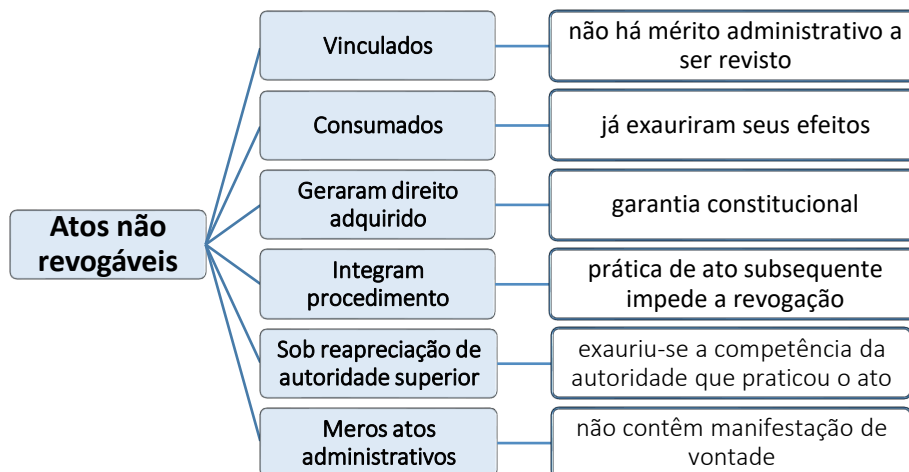 Atos não
revogáveis
Vinculados
não há mérito administrativo a
ser revisto
Consumados
já exauriram seus efeitos
Geraram direito
adquirido
garantia constitucional
Integram
procedimento
prática de ato subsequente
impede a revogação
Sob reapreciação de
autoridade superior
exauriu-se a competência da
autoridade que praticou o ato
Meros atos
administrativos
não contêm manifestação de
vontade